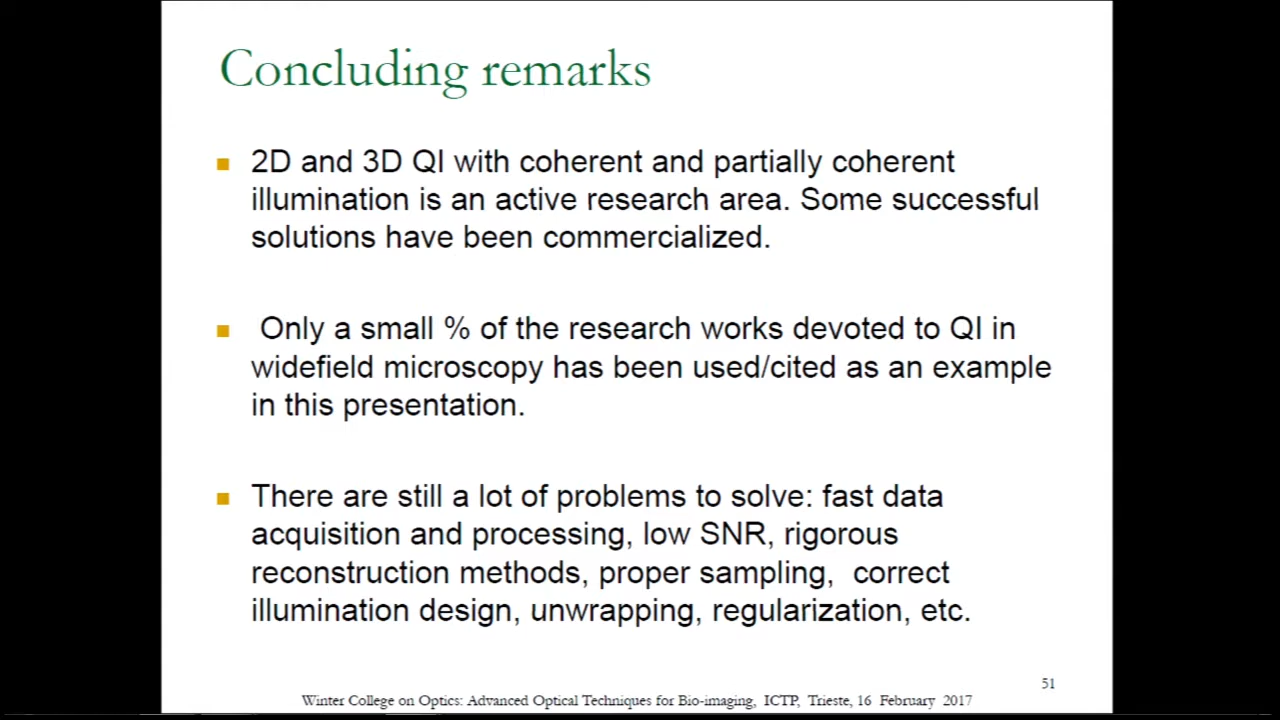 Concluding remarks
2D and 3D QI with coherent and partially coherent
illumination is an active research area. Some successful
solutions have been commercialized.
Only a small % of the research works devoted to QI in
widefield microscopy has been used/cited as an example
in this presentation.
There are still a lot of problems to solve: fast data
acquisition and processing, low SNR, rigorous
reconstruction methods, proper sampling, correct
illumination design, unwrapping, regularization, etc.
51
Winter College on Optics: Advanced Optical Techniques for Bio-imaging, ICTP, Trieste, 16 February 2017